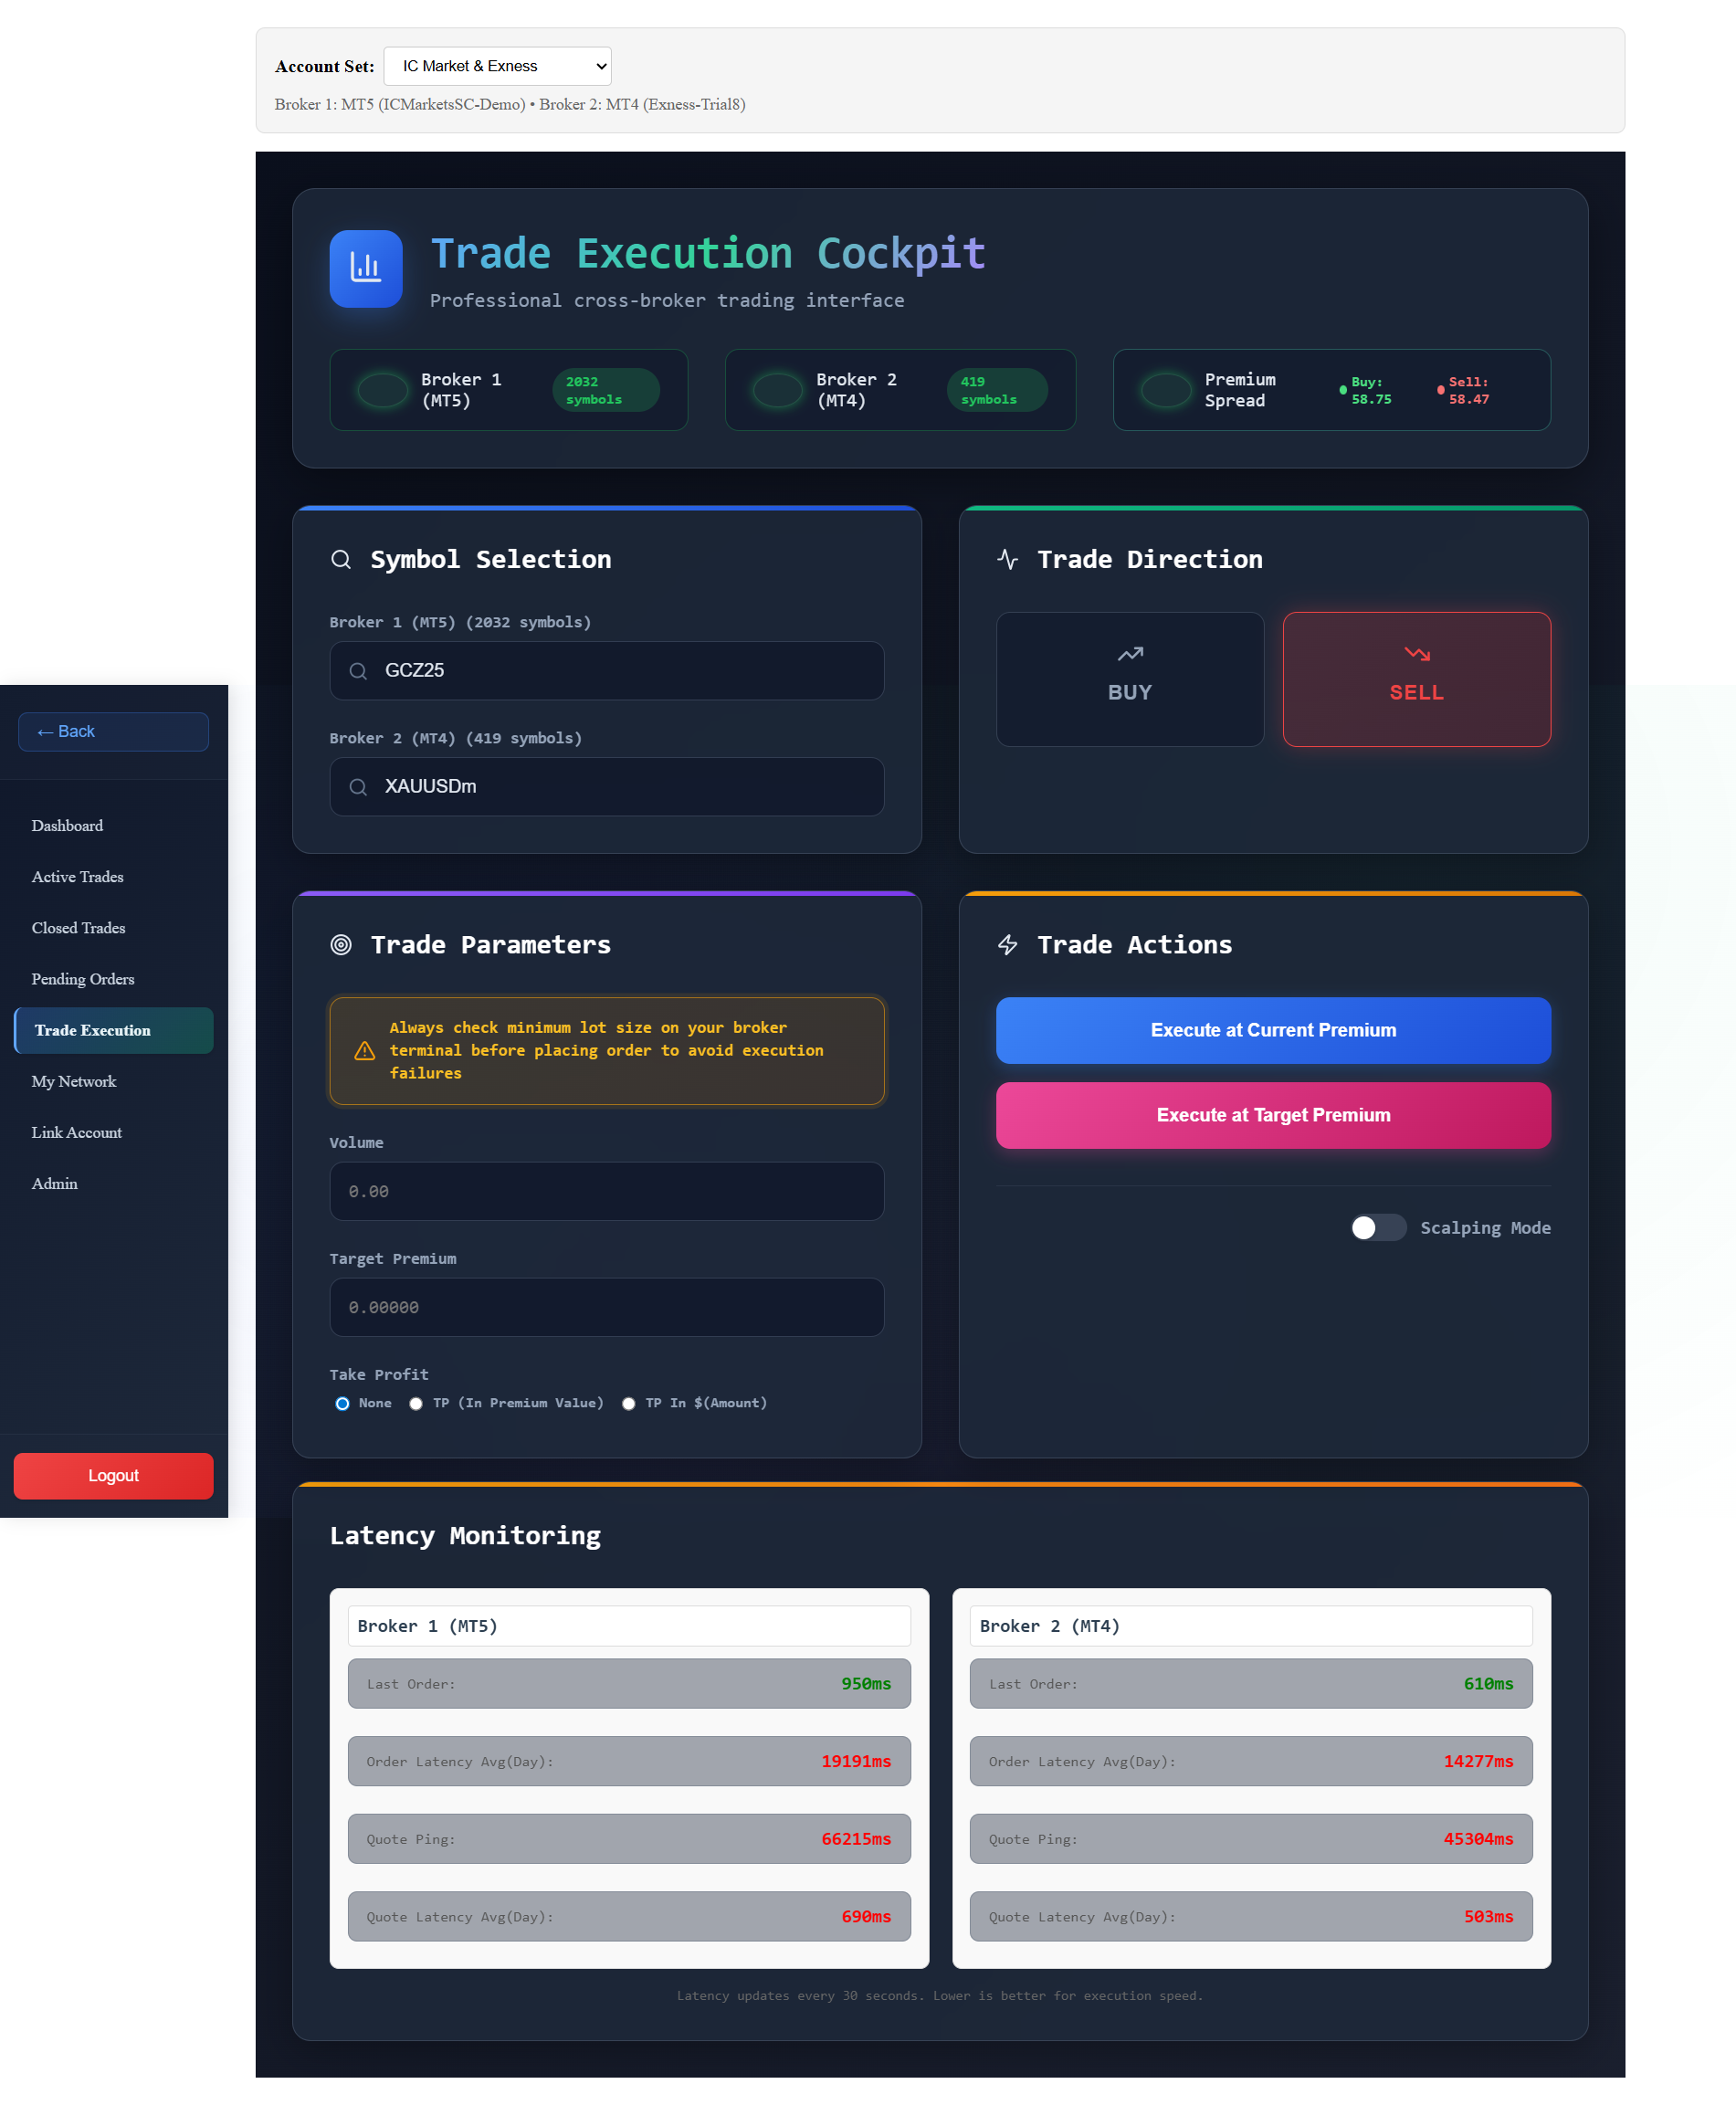 Account Set: IC Market & Exness
Broker 1: MT5 (ICMarketsSC-Demo) • Broker 2: MT4 (Exness-Trial8)
Trade Execution Cockpit
Professional cross-broker trading interface
Broker 1
(MT5)
2032
symbols
Broker 2
(MT4)
419
symbols
Premium
Spread
Buy:
58.75
Sell:
58.47
Symbol Selection
Broker 1 (MT5) (2032 symbols)
GCZ25
Broker 2 (MT4) (419 symbols)
XAUUSDm
Trade Direction
BUY
SELL
← Back
Dashboard
Active Trades
Closed Trades
Pending Orders
Trade Execution
My Network
Link Account
Admin
Logout
Trade Parameters
Always check minimum lot size on your broker
terminal before placing order to avoid execution
failures
Volume
0.00
Target Premium
0.00000
Take Profit
None TP (In Premium Value) TP In $(Amount)
Trade Actions
Execute at Current Premium
Execute at Target Premium
Scalping Mode
Latency Monitoring
Broker 1 (MT5)
Last Order: 950ms
Order Latency Avg(Day): 19191ms
Quote Ping: 66215ms
Quote Latency Avg(Day): 690ms
Broker 2 (MT4)
Last Order: 610ms
Order Latency Avg(Day): 14277ms
Quote Ping: 45304ms
Quote Latency Avg(Day): 503ms
Latency updates every 30 seconds. Lower is better for execution speed.